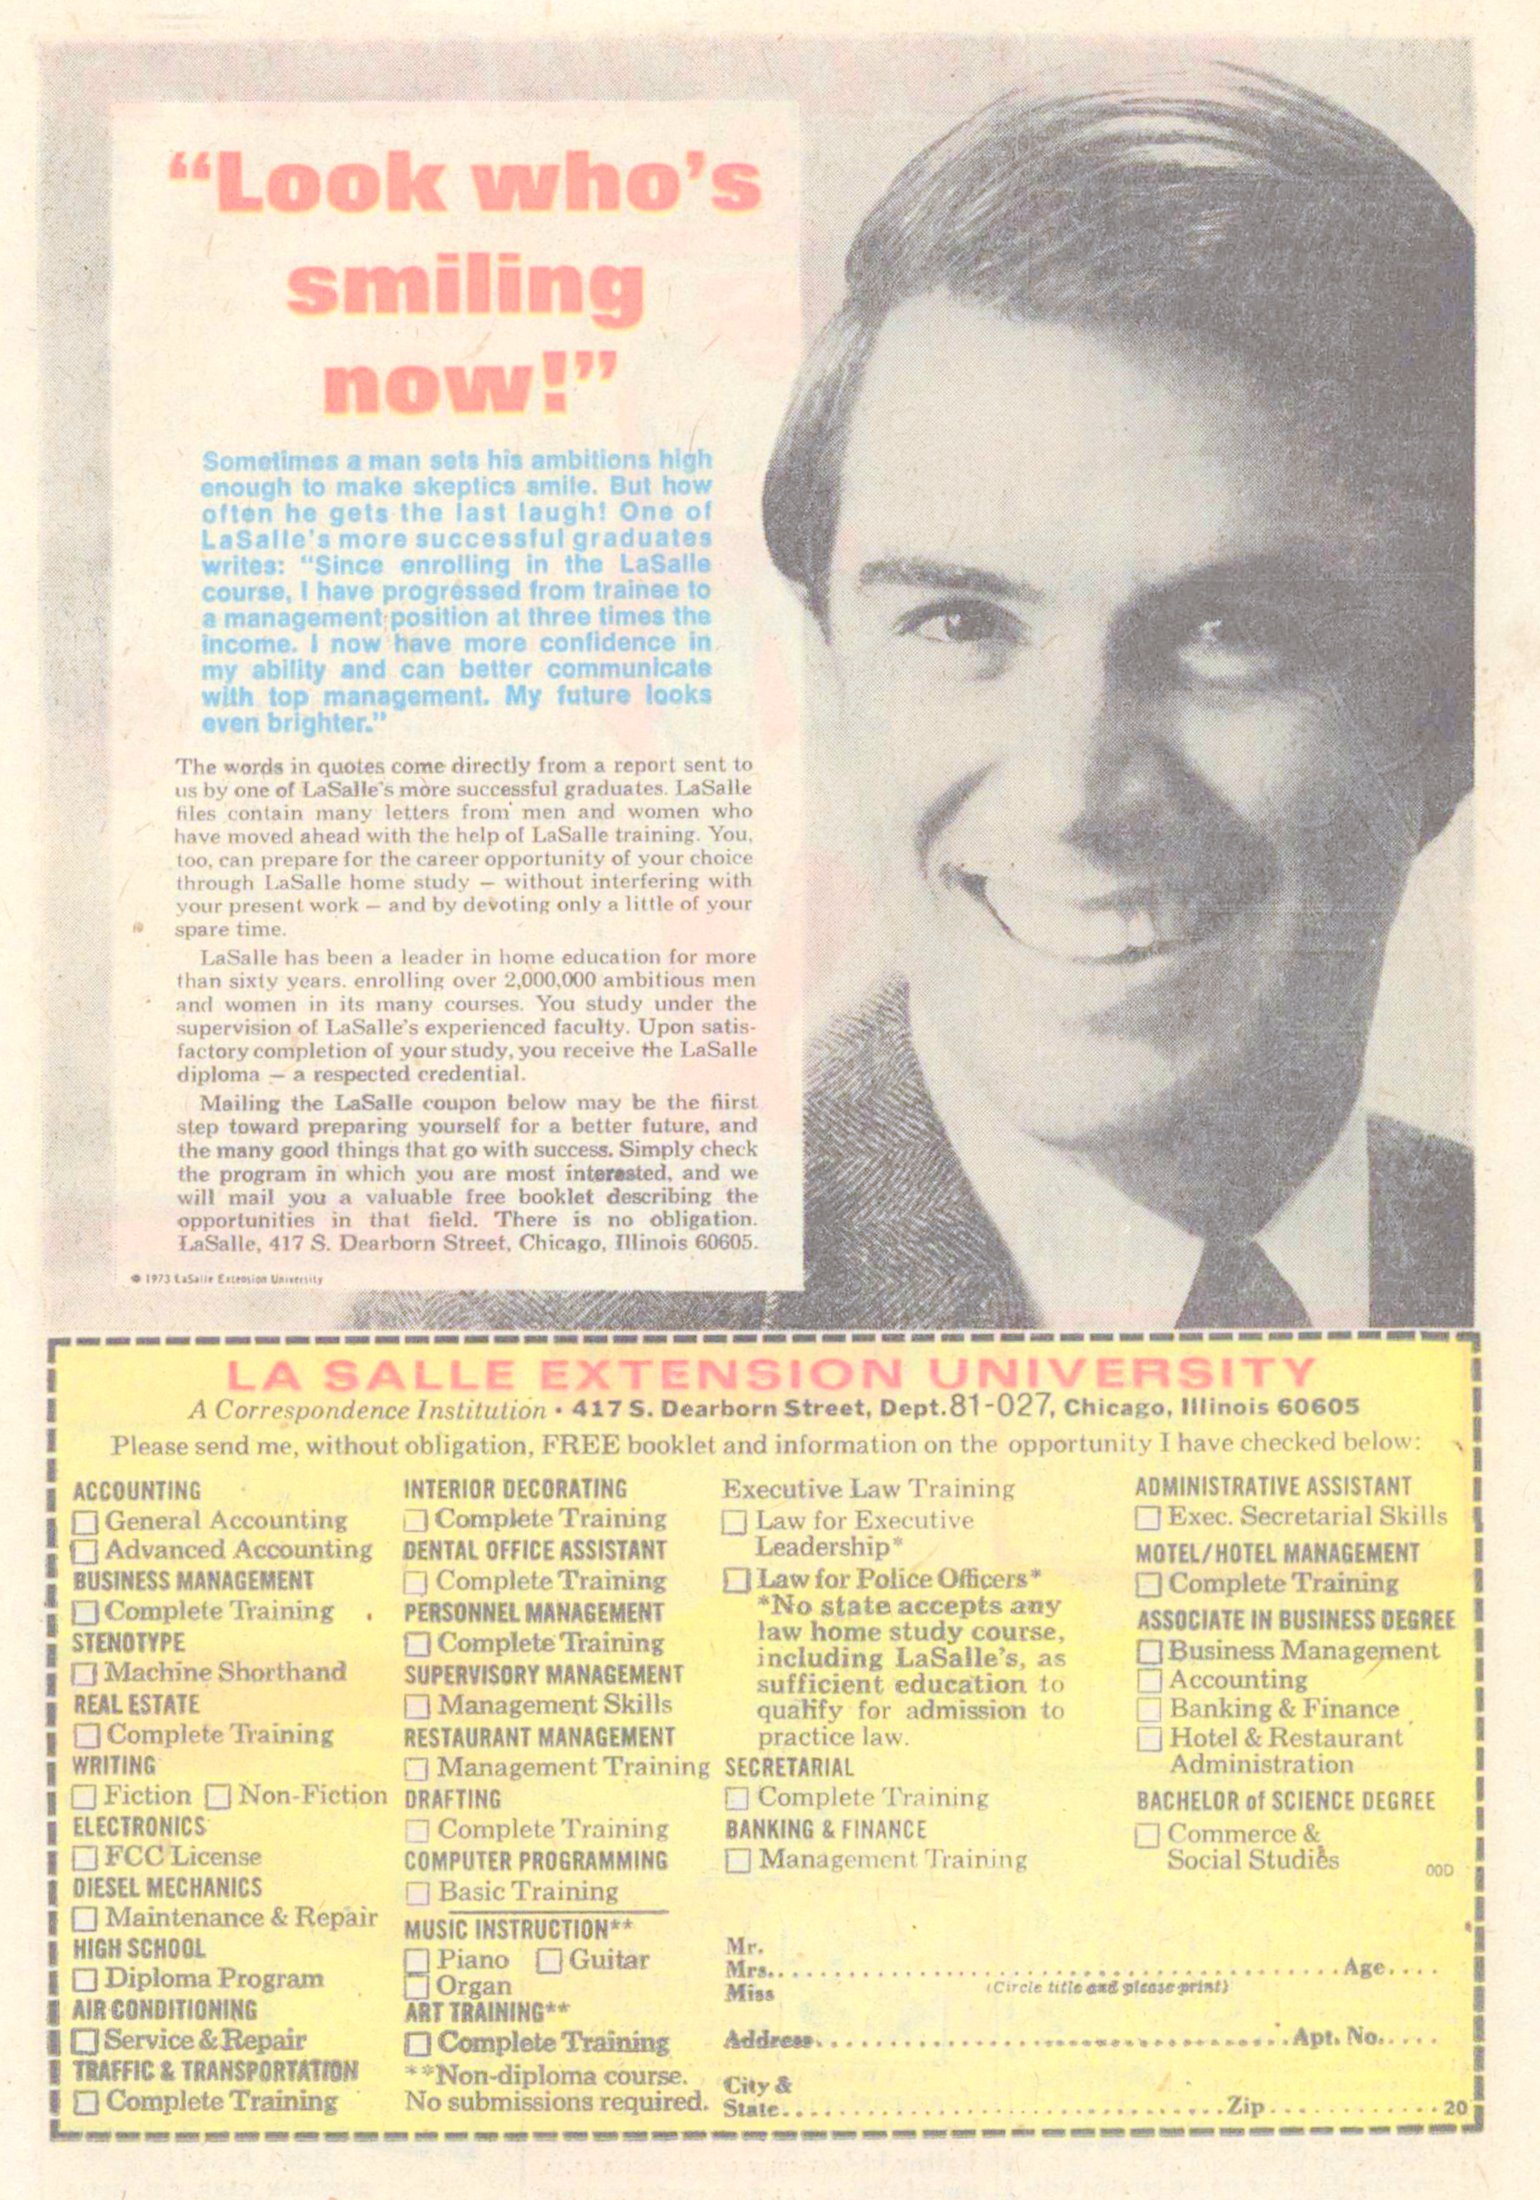 “Look who’s
smiling
now!”
Sometimes a man sets his ambitions high
enough to make skeptics smile. But how
often he gets the last laugh! One of
LaSalle's more successful graduates
writes: “Since enrolling in the LaSalle
course, I have progressed from trainee to
a management position at three times the
income. I now have more confidence in
my ability and can better communicate
with top management. My future looks
even brighter.”
The words in quotes come directly from a report sent to
us by one of LaSalle's more successful graduates. LaSalle
files contain many letters from men and women who
have moved ahead with the help of LaSalle training. You,
too, can prepare for the career opportunity of your choice
through LaSalle home study — without interfering with
your present work — and by devoting only a little of your
spare time.
LaSalle has been a leader in home education for more
than sixty years, enrolling over 2,000,000 ambitious men
and women in its many courses. You study under the
supervision of LaSalle's experienced faculty. Upon satis-
factory completion of your study, you receive the LaSalle
diploma — a respected credential.
Mailing the LaSalle coupon below may be the fiirst
step toward preparing yourself for a better future, and
the many good things that go with success. Simply check
the program in which you are most interested, and we
will mail you a valuable free booklet describing the
opportunities in that field. There is no obligation.
LaSalle, 417 S. Dearborn Street, Chicago, Illinois 60605.
© 1973 LaSalle Extension University
LA SALLE EXTENSION UNIVERSITY
A Correspondence Institution • 417 S. Dearborn Street, Dept. 81-027, Chicago, Illinois 60605
Please send me, without obligation, FREE booklet and information on the opportunity I have checked below:
ACCOUNTING
General Accounting
Advanced Accounting
BUSINESS MANAGEMENT
Complete Training
STENOTYPE
Machine Shorthand
REAL ESTATE
Complete Training
WRITING
Fiction Non-Fiction
ELECTRONICS
FCC License
DIESEL MECHANICS
Maintenance & Repair
HIGH SCHOOL
Diploma Program
AIR CONDITIONING
Service & Repair
TRAFFIC & TRANSPORTATION
Complete Training
INTERIOR DECORATING
Complete Training
DENTAL OFFICE ASSISTANT
Complete Training
PERSONNEL MANAGEMENT
Complete Training
SUPERVISORY MANAGEMENT
Management Skills
RESTAURANT MANAGEMENT
Management Training
DRAFTING
Complete Training
COMPUTER PROGRAMMING
Basic Training
MUSIC INSTRUCTION**
Piano Guitar
Organ
ART TRAINING**
Complete Training
**Non-diploma course.
No submissions required.
Executive Law Training
Law for Executive
Leadership*
Law for Police Officers*
*No state accepts any
law home study course,
including LaSalle's, as
sufficient education to
qualify for admission to
practice law.
SECRETARIAL
Complete Training
BANKING & FINANCE
Management Training
ADMINISTRATIVE ASSISTANT
Exec. Secretarial Skills
MOTEL/HOTEL MANAGEMENT
Complete Training
ASSOCIATE IN BUSINESS DEGREE
Business Management
Accounting
Banking & Finance
Hotel & Restaurant
Administration
BACHELOR of SCIENCE DEGREE
Commerce &
Social Studies
00D
Mr.
Mrs. Age
Miss (Circle title and please print)
Address Apt. No.
City &
State Zip 20